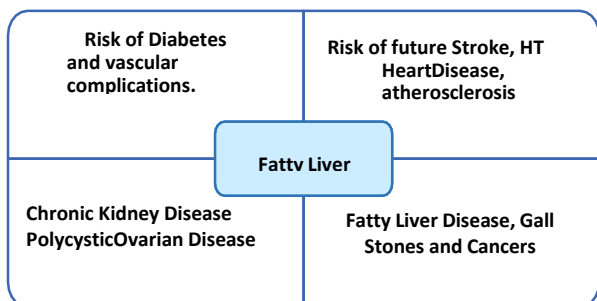 Risk of Diabetes
and vascular
complications.
Risk of future Stroke, HT
HeartDisease,
atherosclerosis
Fatty Liver
Chronic Kidney Disease
PolycysticOvarian Disease
Fatty Liver Disease, Gall
Stones and Cancers